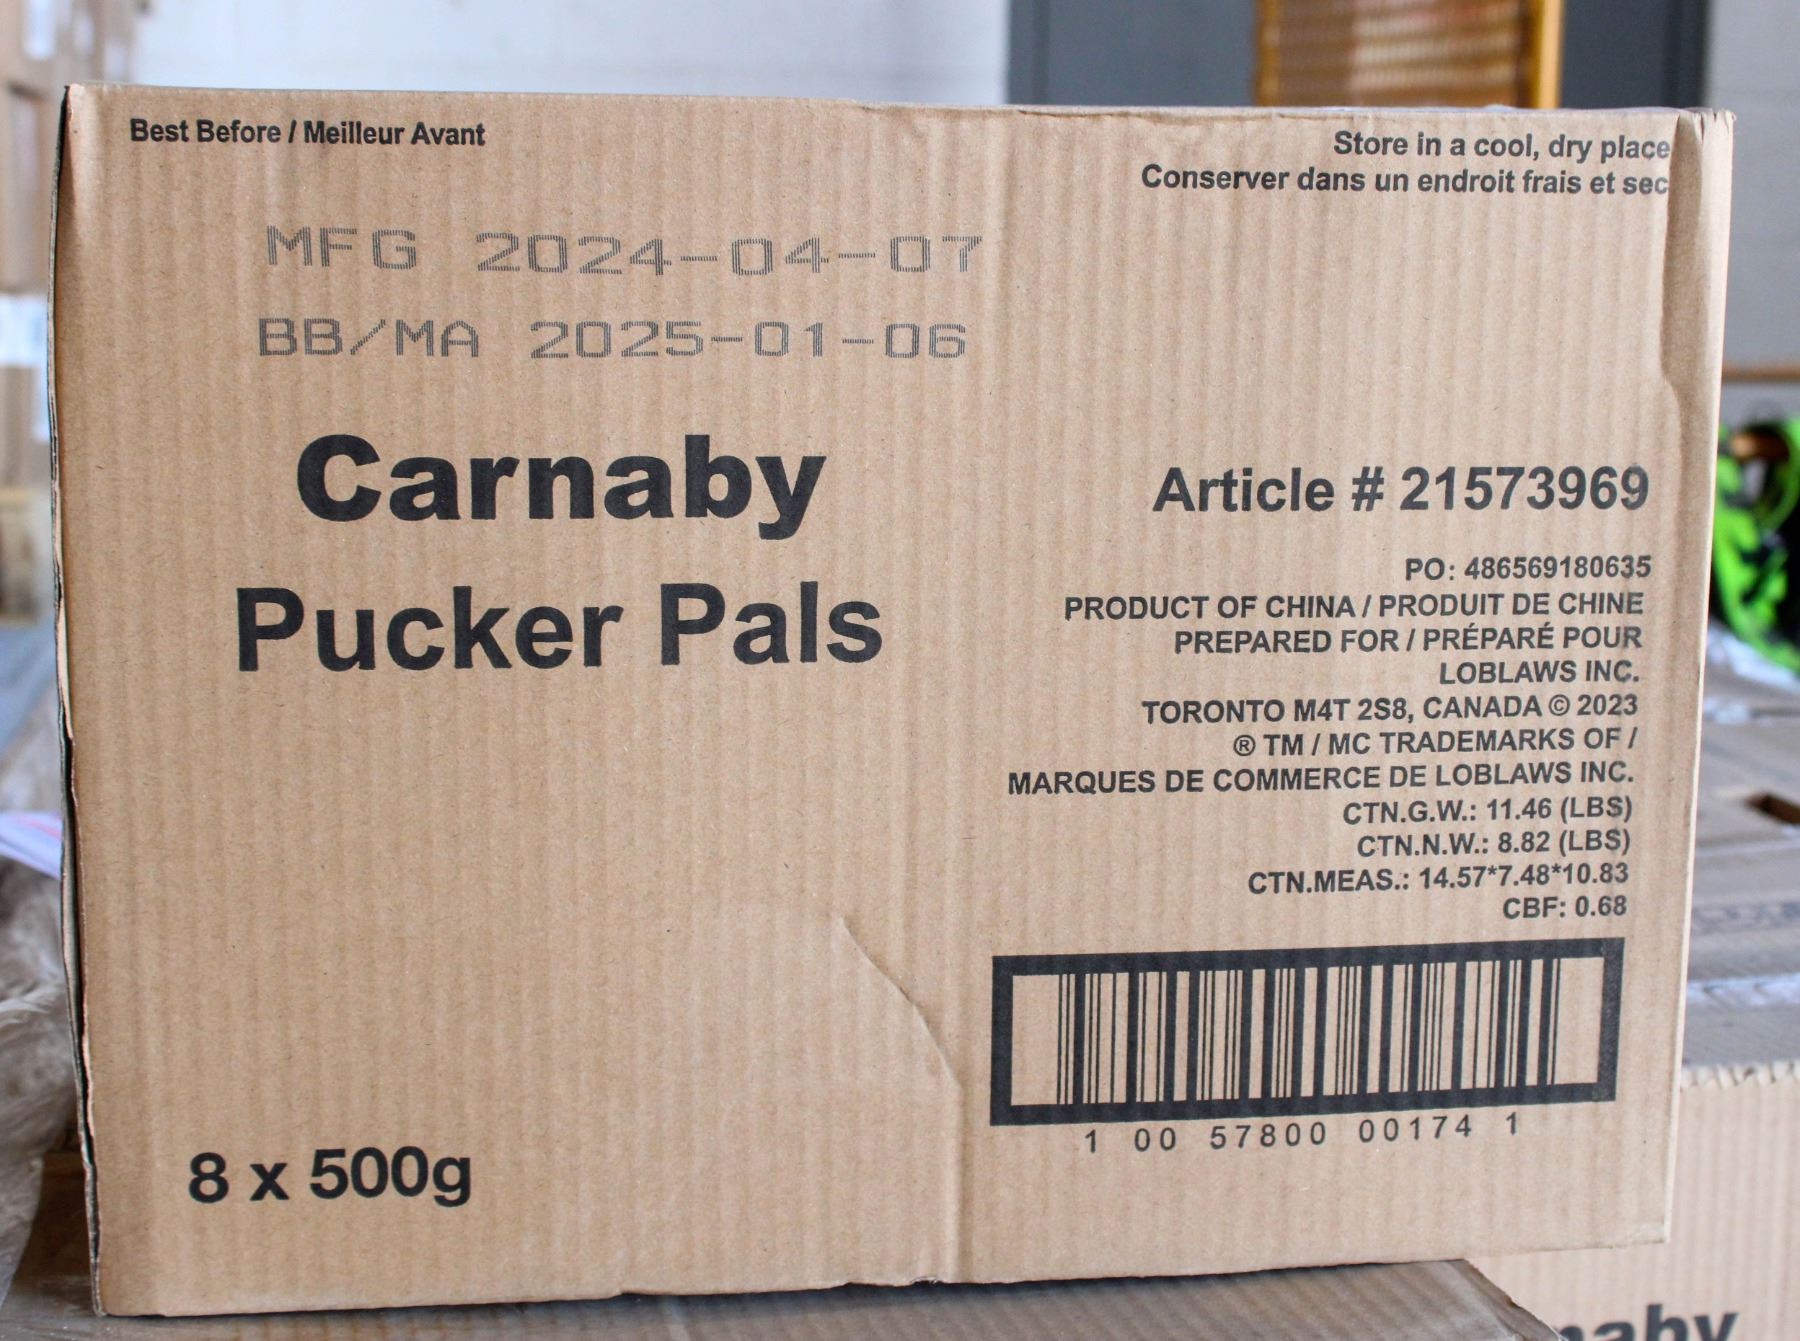 Best Before / Meilleur Avant
MFG 2024-04-07
BB/MA 2025-01-06
Carnaby
Pucker Pals
8 x 500g
Store in a cool, dry place
Conserver dans un endroit frais et sec
Article # 21573969
PO: 486569180635
PRODUCT OF CHINA / PRODUIT DE CHINE
PREPARED FOR / PRÉPARÉ POUR
LOBLAWS INC.
TORONTO M4T 2S8, CANADA © 2023
® TM / MC TRADEMARKS OF /
MARQUES DE COMMERCE DE LOBLAWS INC.
CTN.G.W.: 11.46 (LBS)
CTN.N.W.: 8.82 (LBS)
CTN.MEAS.: 14.57*7.48*10.83
CBF: 0.68
1 00 57800 00174 1